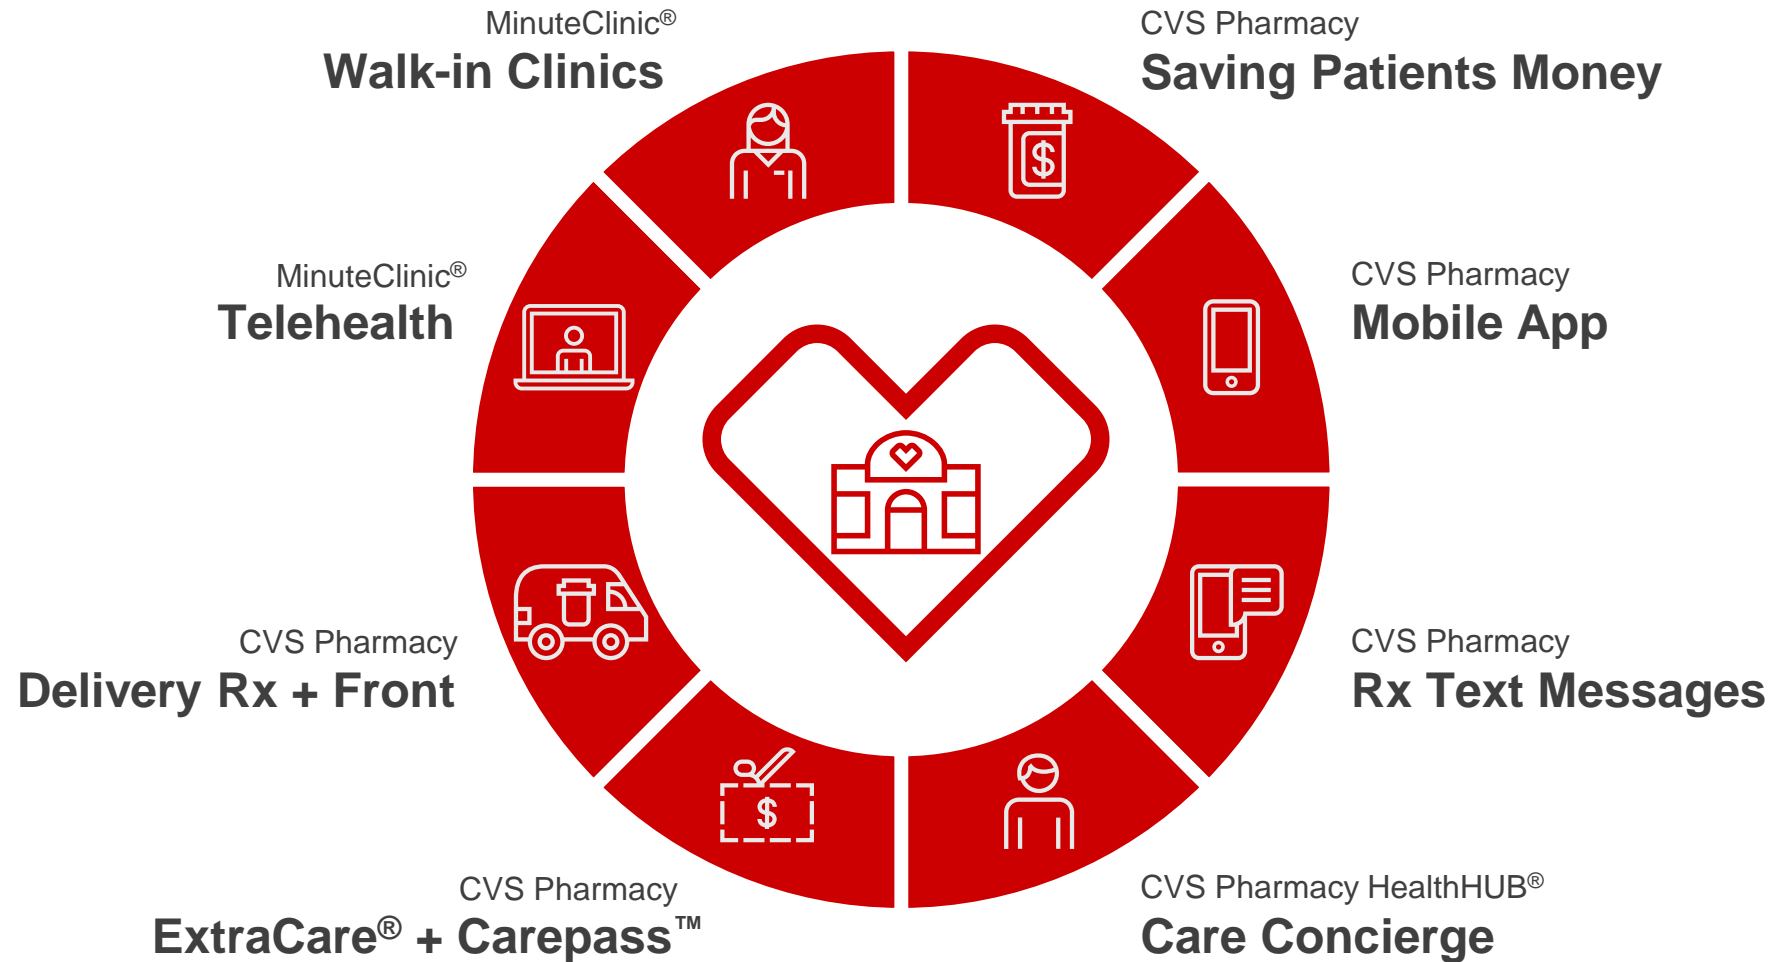 MinuteClinic®
Walk-in Clinics
CVS Pharmacy
Saving Patients Money
MinuteClinic®
Telehealth
CVS Pharmacy
Mobile App
CVS Pharmacy
Delivery Rx + Front
CVS Pharmacy
Rx Text Messages
CVS Pharmacy
ExtraCare® + Carepass™
CVS Pharmacy HealthHUB®
Care Concierge
$
$